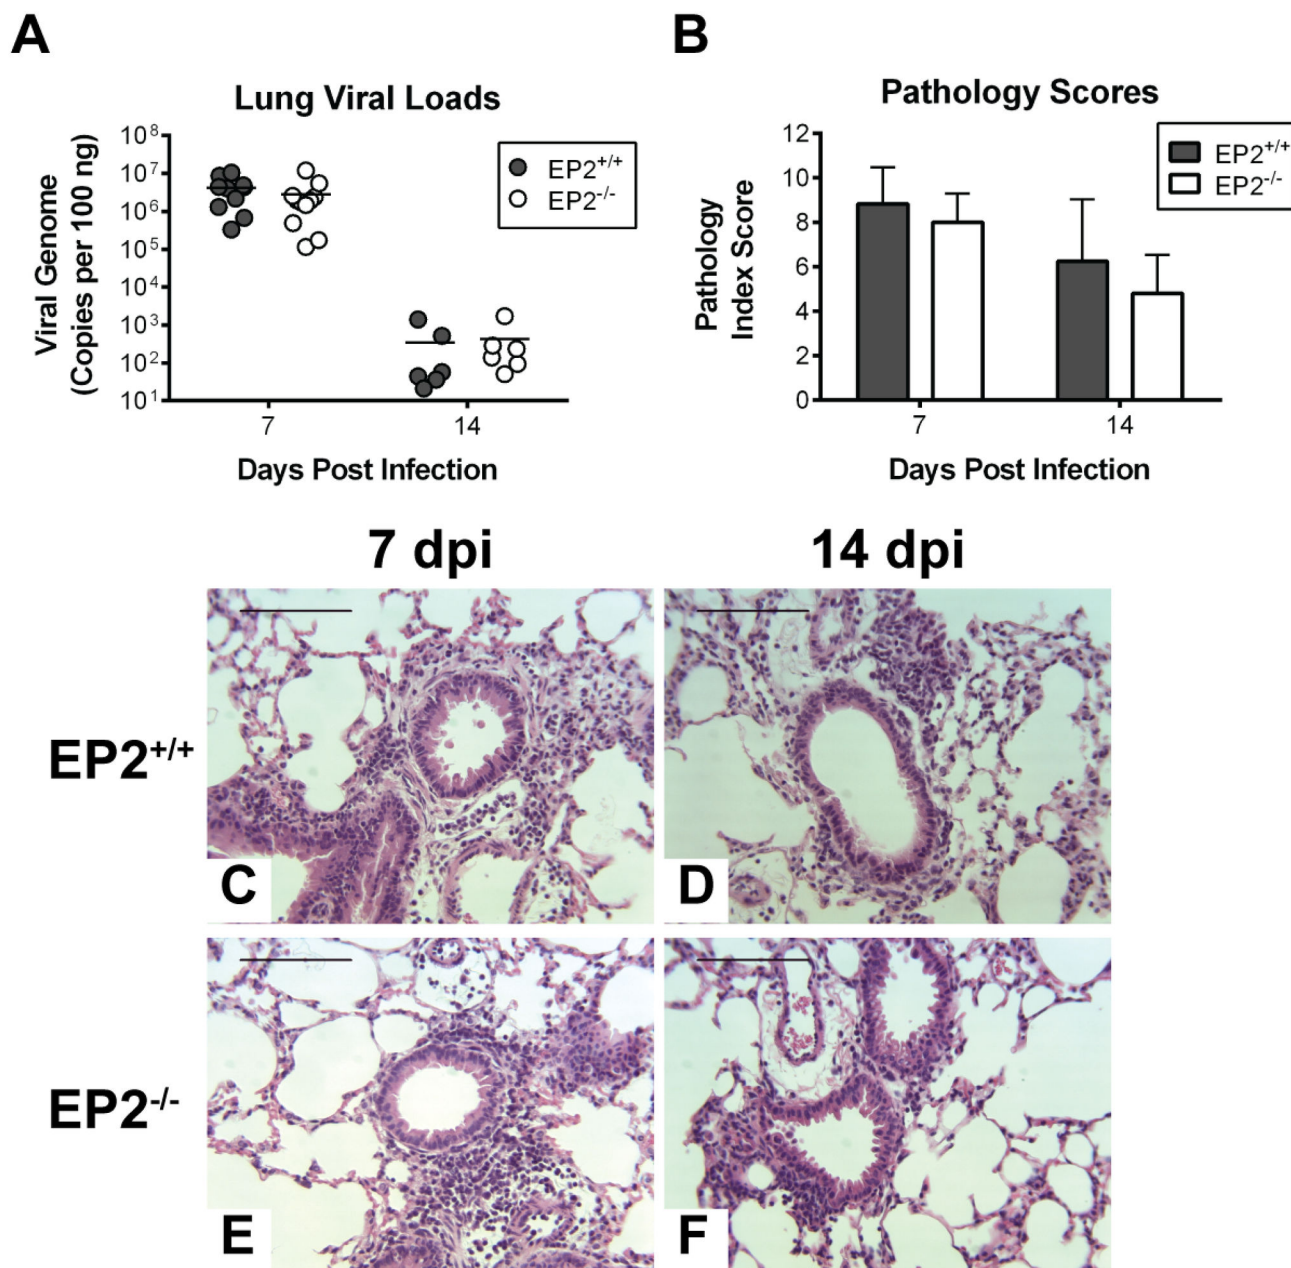 A
Lung Viral Loads
Viral Genome
(Copies per 100 ng)
10⁸
10⁷
10⁶
10⁵
10⁴
10³
10²
10¹
7
14
Days Post Infection
EP2⁺/⁺
EP2⁻/⁻
B
Pathology Scores
Pathology
Index Score
12
10
8
6
4
2
0
7
14
Days Post Infection
EP2⁺/⁺
EP2⁻/⁻
7 dpi
14 dpi
EP2⁺/⁺
C
D
EP2⁻/⁻
E
F